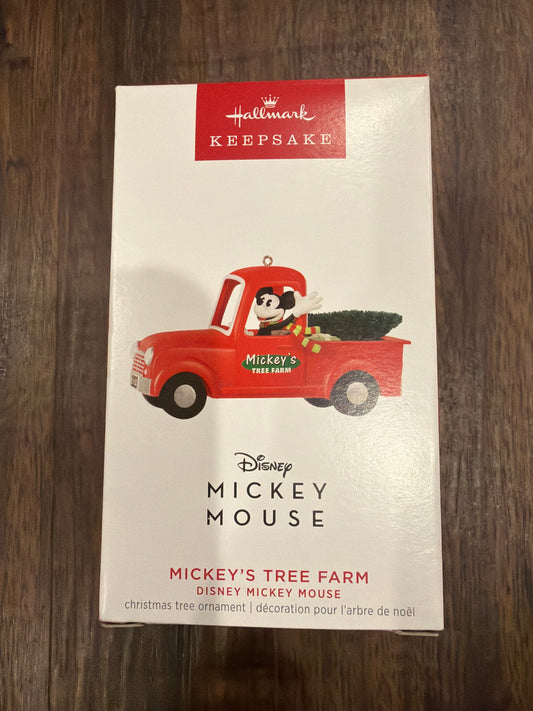 Hallmark
KEEPSAKE
Mickey's
TREE FARM
Disney
MICKEY
MOUSE
MICKEY'S TREE FARM
DISNEY MICKEY MOUSE
christmas tree ornament | décoration pour l'arbre de noël